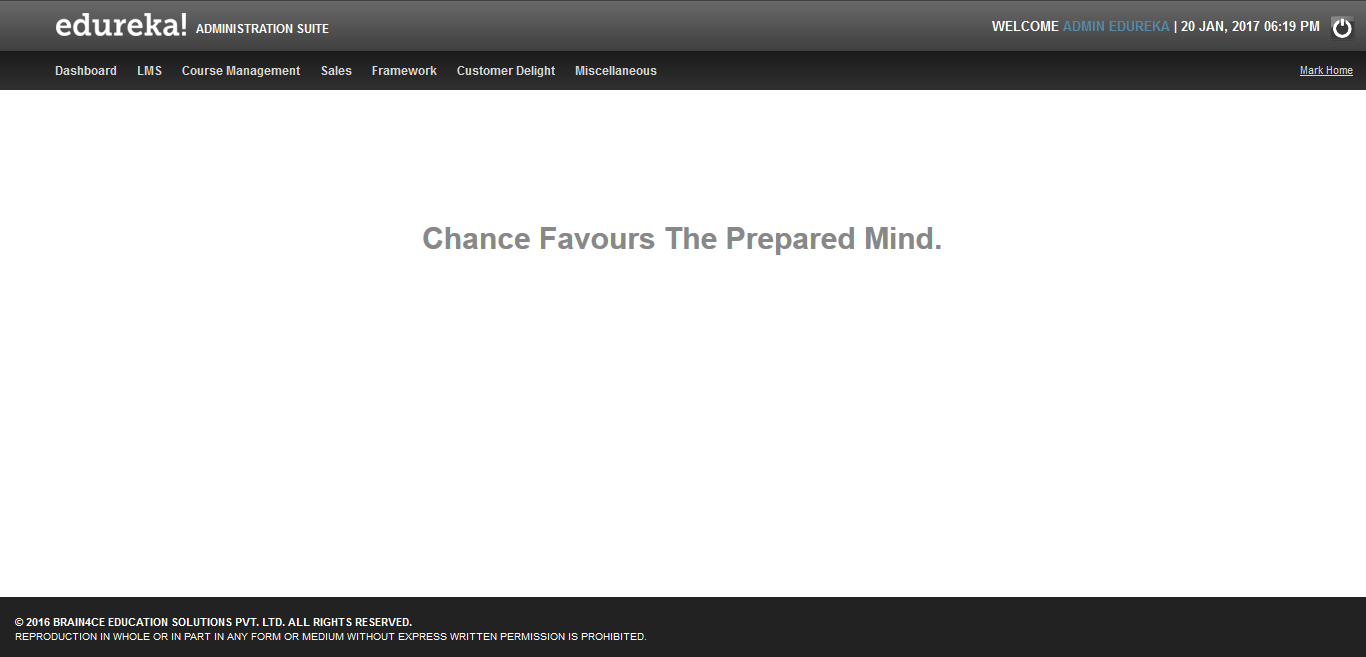 edureka! ADMINISTRATION SUITE
WELCOME ADMIN EDUREKA | 20 JAN, 2017 06:19 PM
Dashboard LMS Course Management Sales Framework Customer Delight Miscellaneous Mark Home
Chance Favours The Prepared Mind.
© 2016 BRAIN4CE EDUCATION SOLUTIONS PVT. LTD. ALL RIGHTS RESERVED.
REPRODUCTION IN WHOLE OR IN PART IN ANY FORM OR MEDIUM WITHOUT EXPRESS WRITTEN PERMISSION IS PROHIBITED.